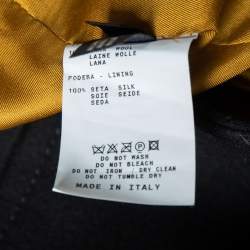 WOOL
LAINE WOLLE
LANA
FODERA - LINING
100% SETA SILK
SOIE SEIDE
SEDA
DO NOT WASH
DO NOT BLEACH
DO NOT IRON / DRY CLEAN
DO NOT TUMBLE DRY
MADE IN ITALY